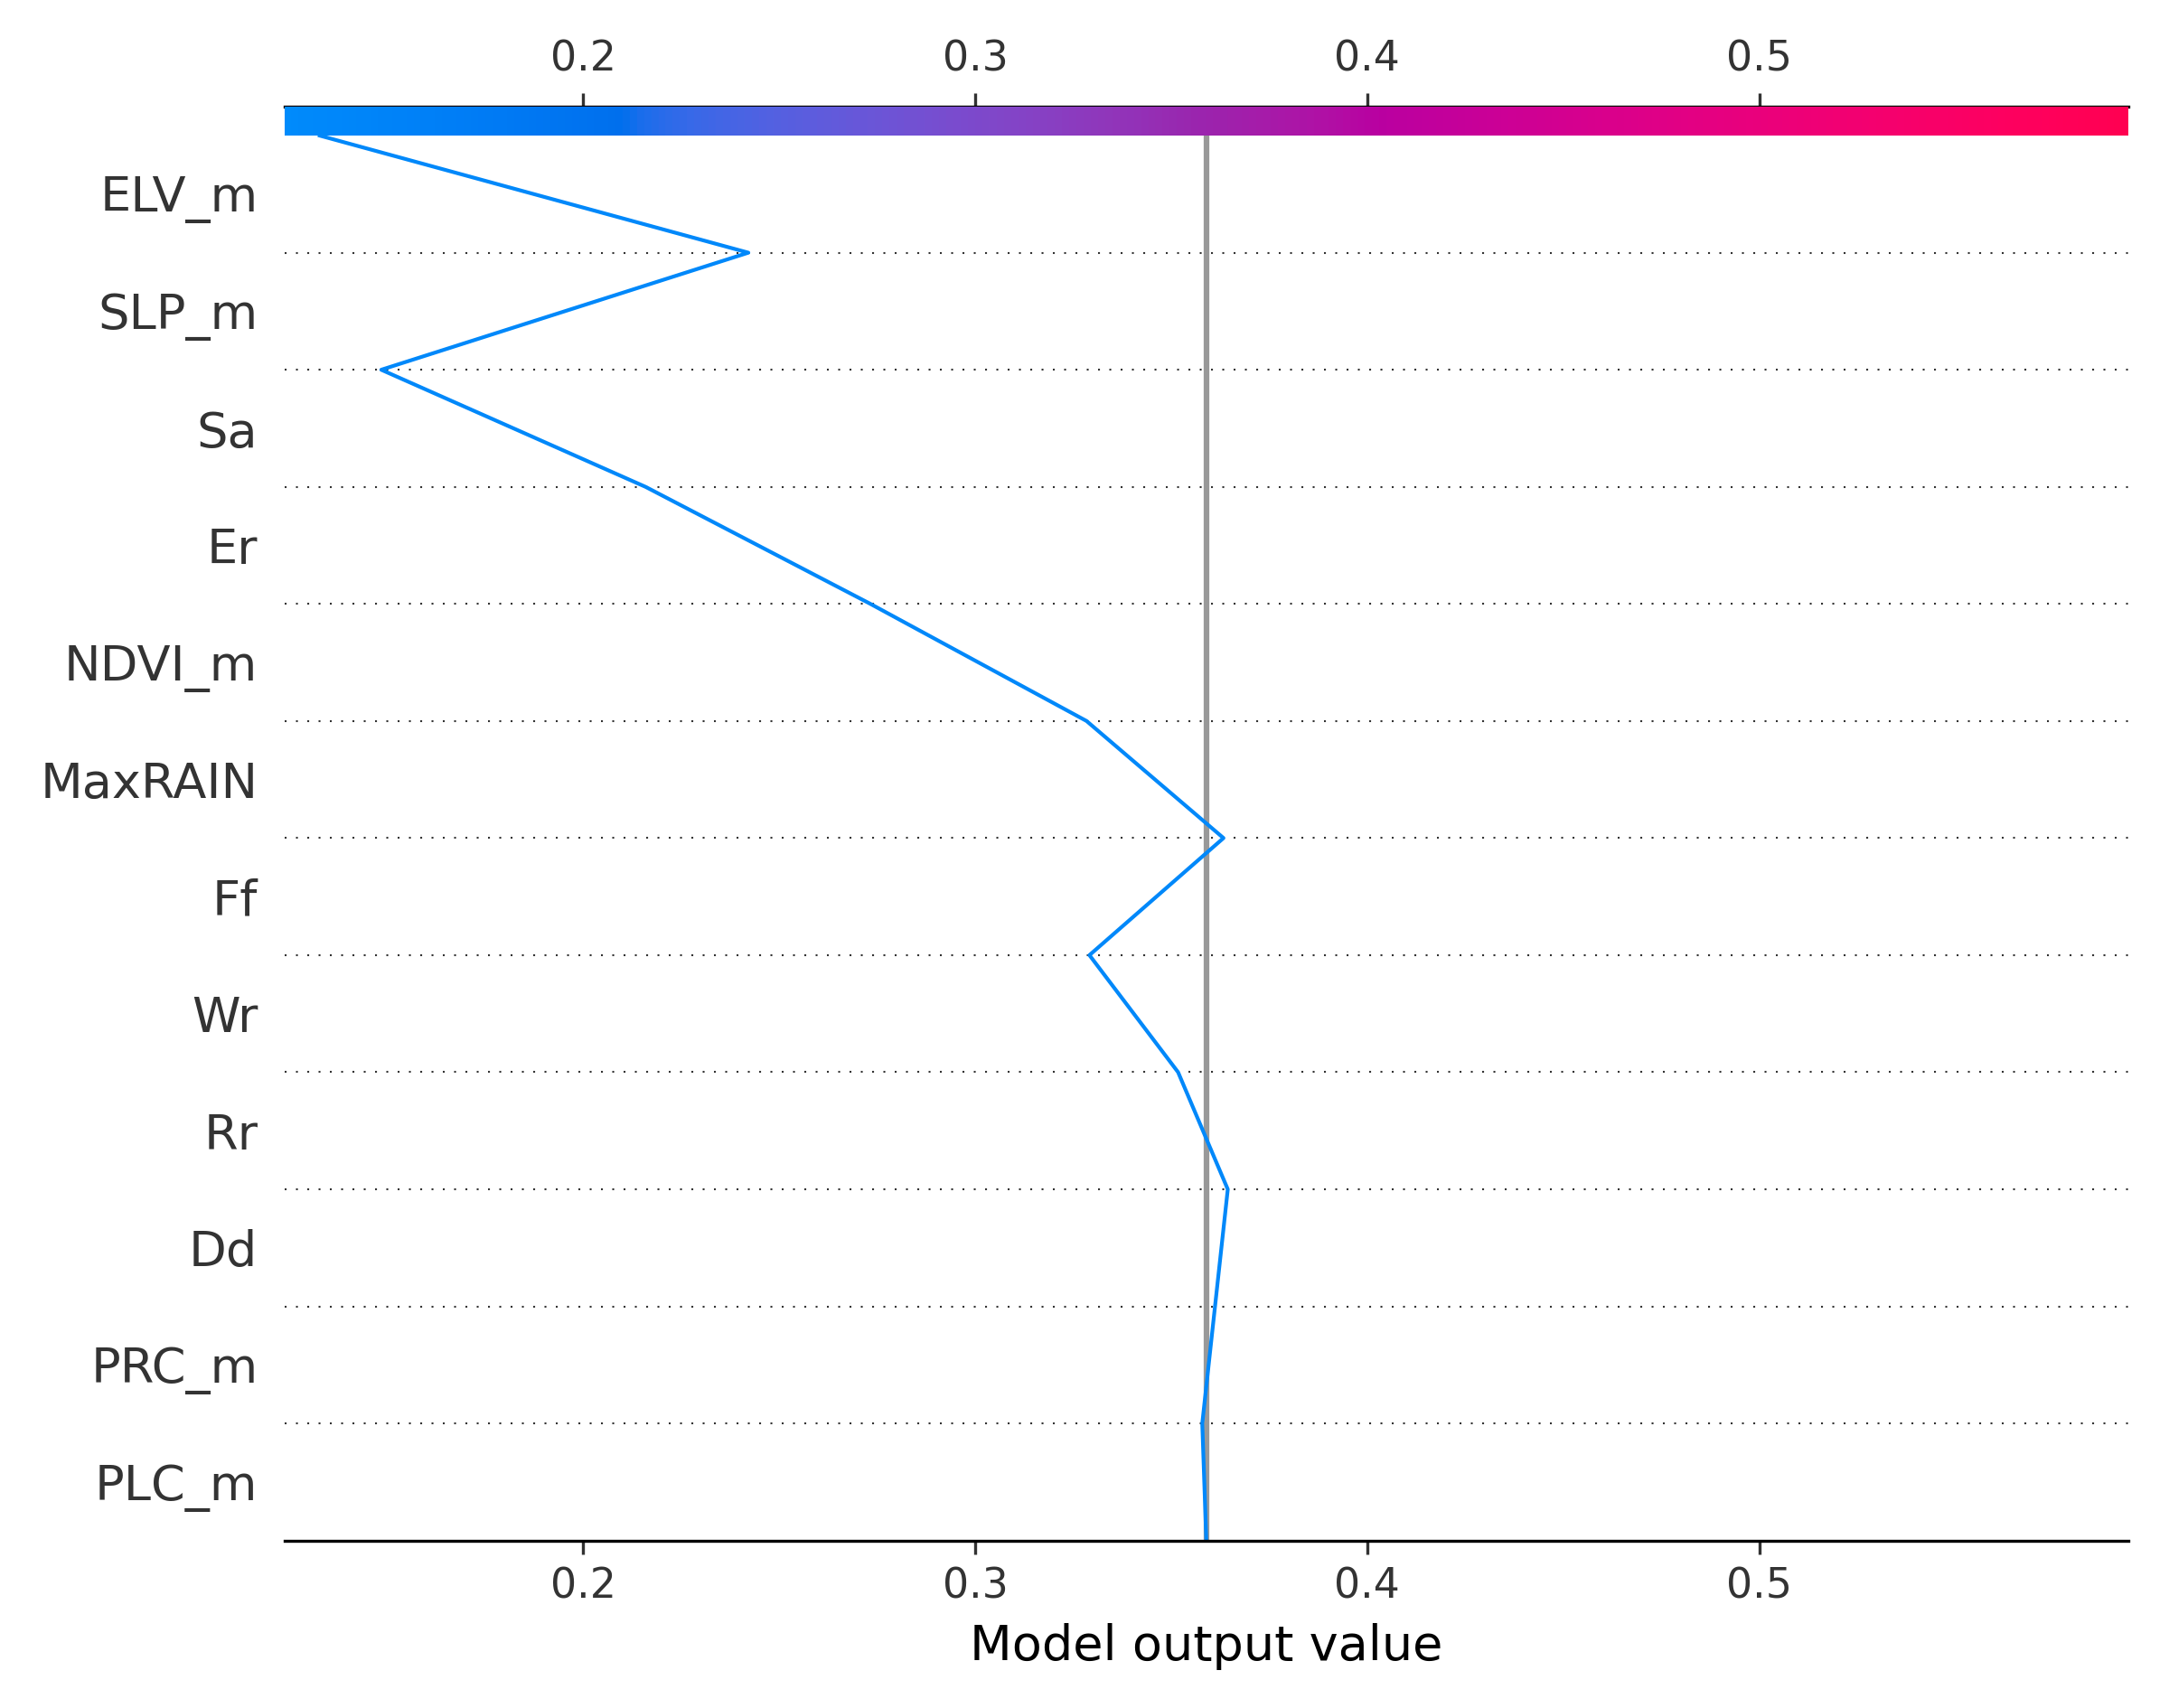 0.2 0.3 0.4 0.5
ELV_m
SLP_m
Sa
Er
NDVI_m
MaxRAIN
Ff
Wr
Rr
Dd
PRC_m
PLC_m
0.2 0.3 0.4 0.5
Model output value